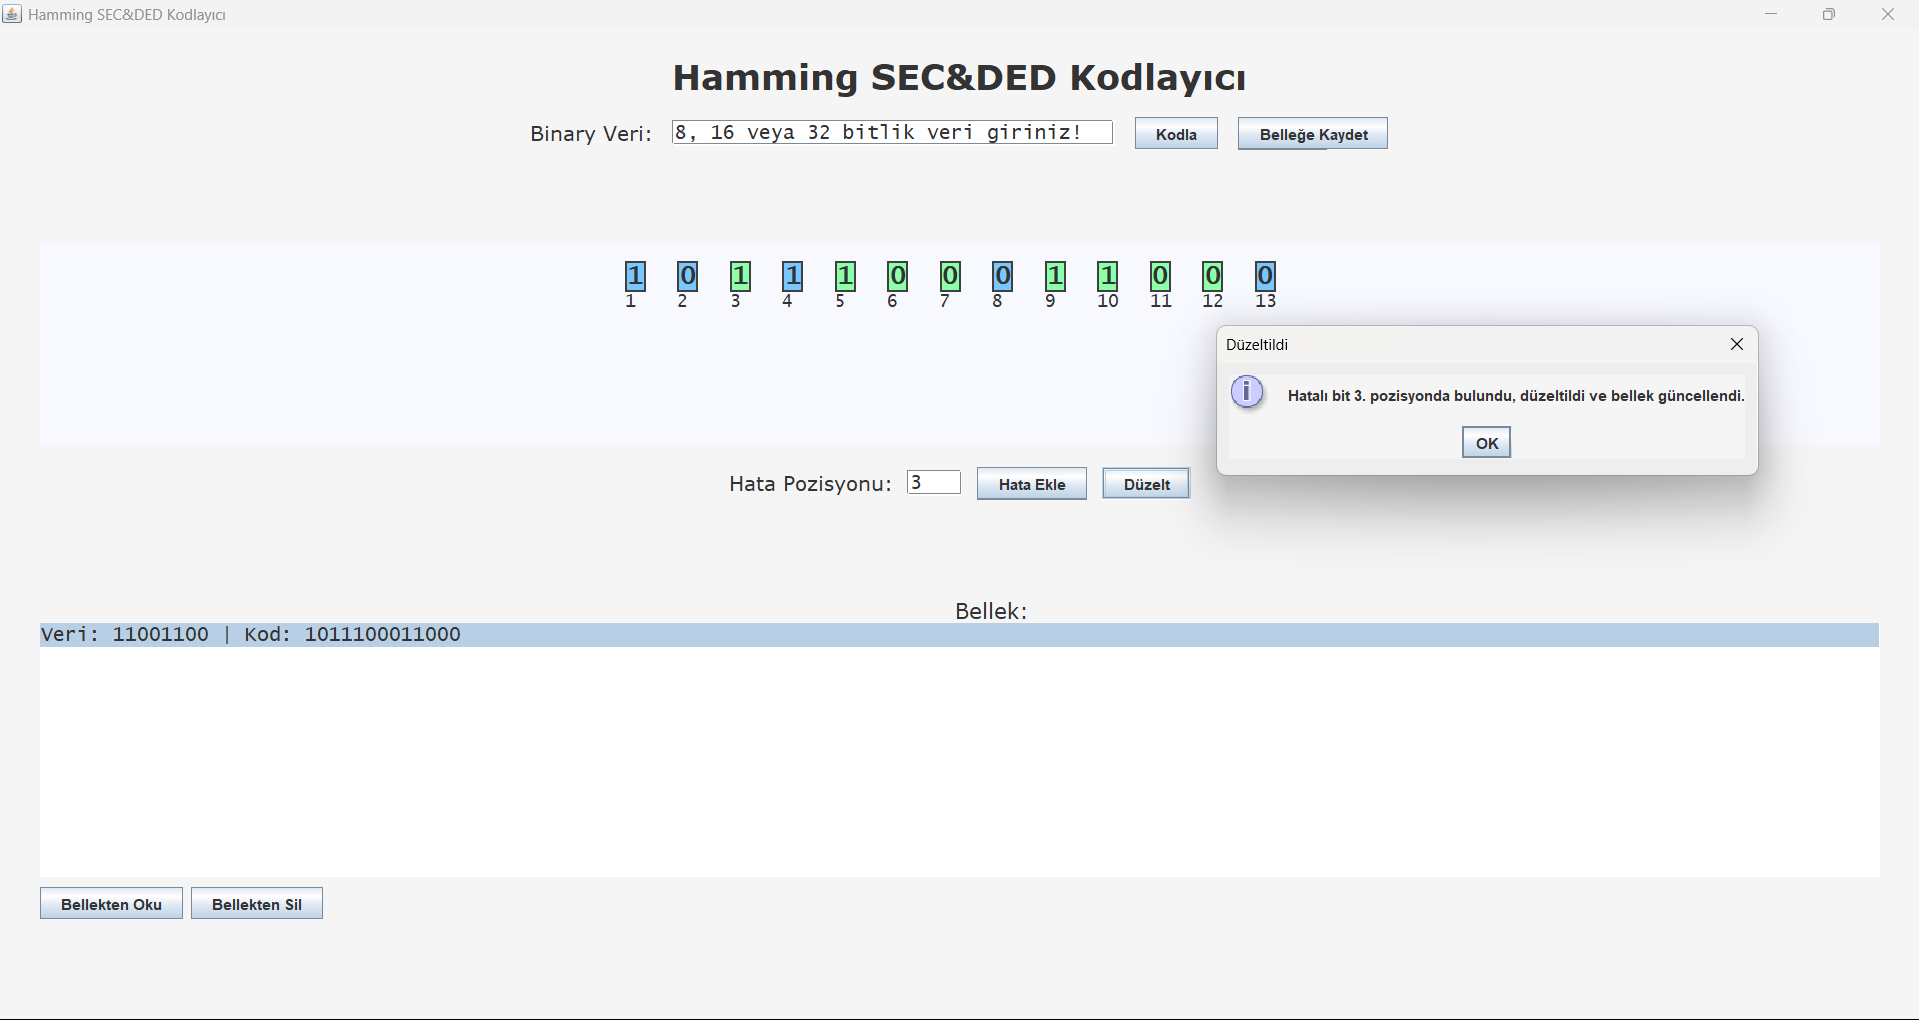 Hamming SEC&DED Kodlayıcı
Hamming SEC&DED Kodlayıcı
Binary Veri: 8, 16 veya 32 bitlik veri giriniz! Kodla Belleğe Kaydet
1 0 1 1 1 0 0 0 1 1 0 0 0
1 2 3 4 5 6 7 8 9 10 11 12 13
Düzeltildi
Hatalı bit 3. pozisyonda bulundu, düzeltildi ve bellek güncellendi.
OK
Hata Pozisyonu: 3 Hata Ekle Düzelt
Bellek:
Veri: 11001100 | Kod: 1011100011000
Bellekten Oku Bellekten Sil